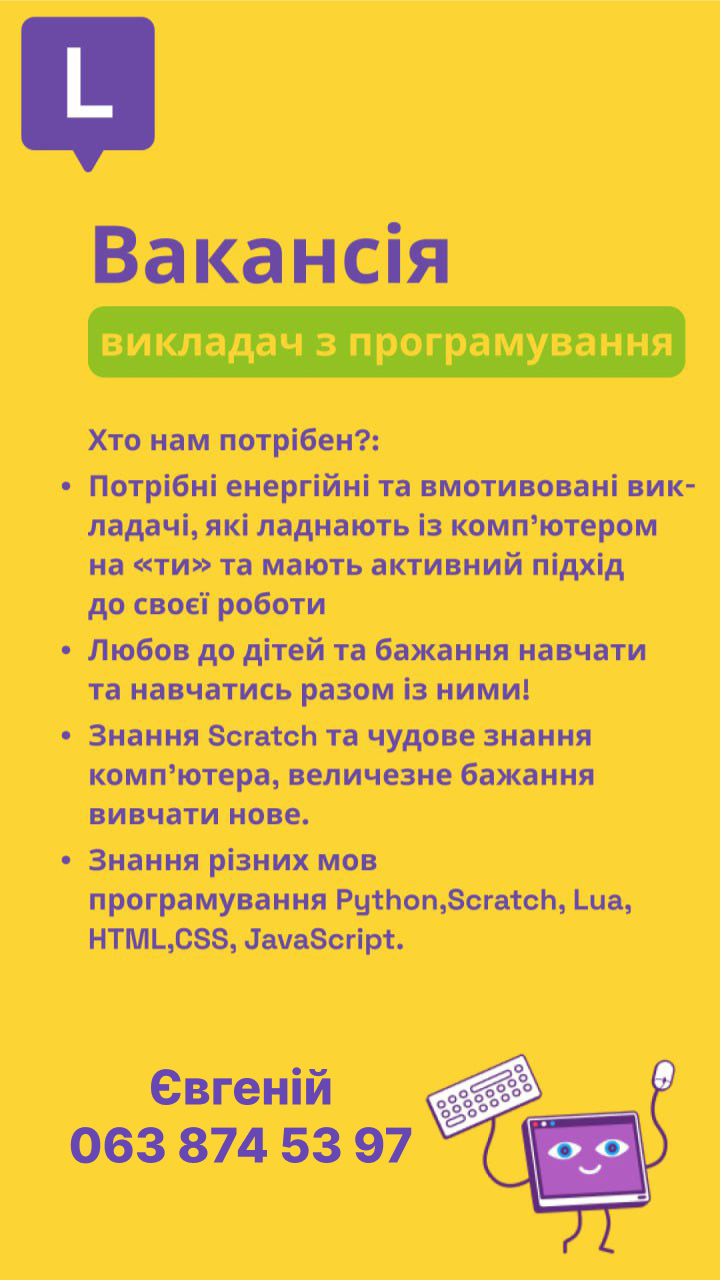 L
Вакансія
викладач з програмування
Хто нам потрібен?:
• Потрібні енергійні та вмотивовані вик-
ладачі, які ладнають із комп’ютером
на «ти» та мають активний підхід
до своєї роботи
• Любов до дітей та бажання навчати
та навчатись разом із ними!
• Знання Scratch та чудове знання
комп’ютера, величезне бажання
вивчати нове.
• Знання різних мов
програмування Python,Scratch, Lua,
HTML,CSS, JavaScript.
Євгеній
063 874 53 97